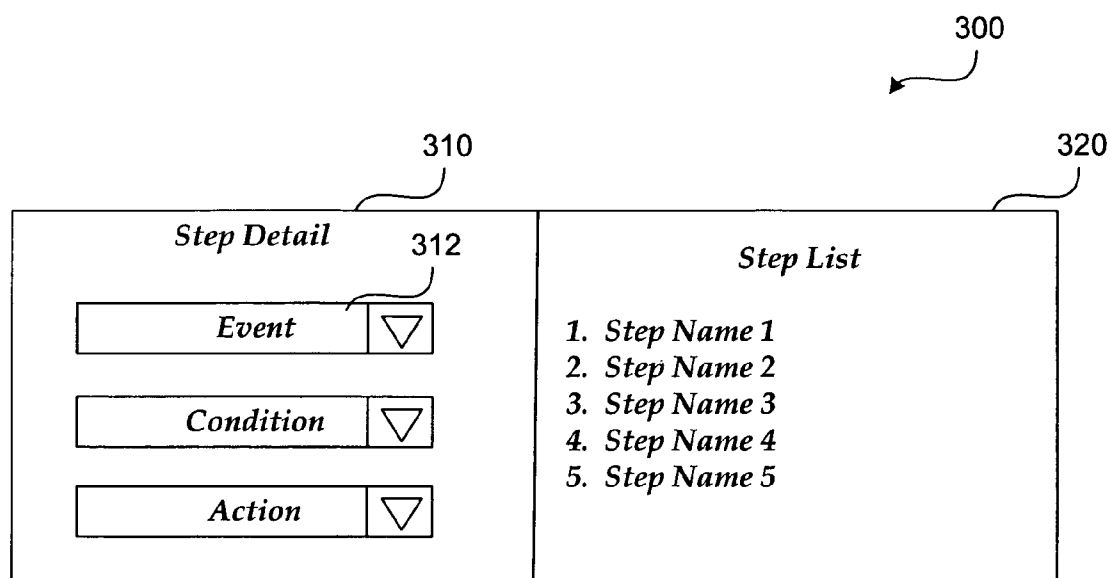 300
310
320
Step Detail
312
Event
Condition
Action
Step List
1. Step Name 1
2. Step Name 2
3. Step Name 3
4. Step Name 4
5. Step Name 5